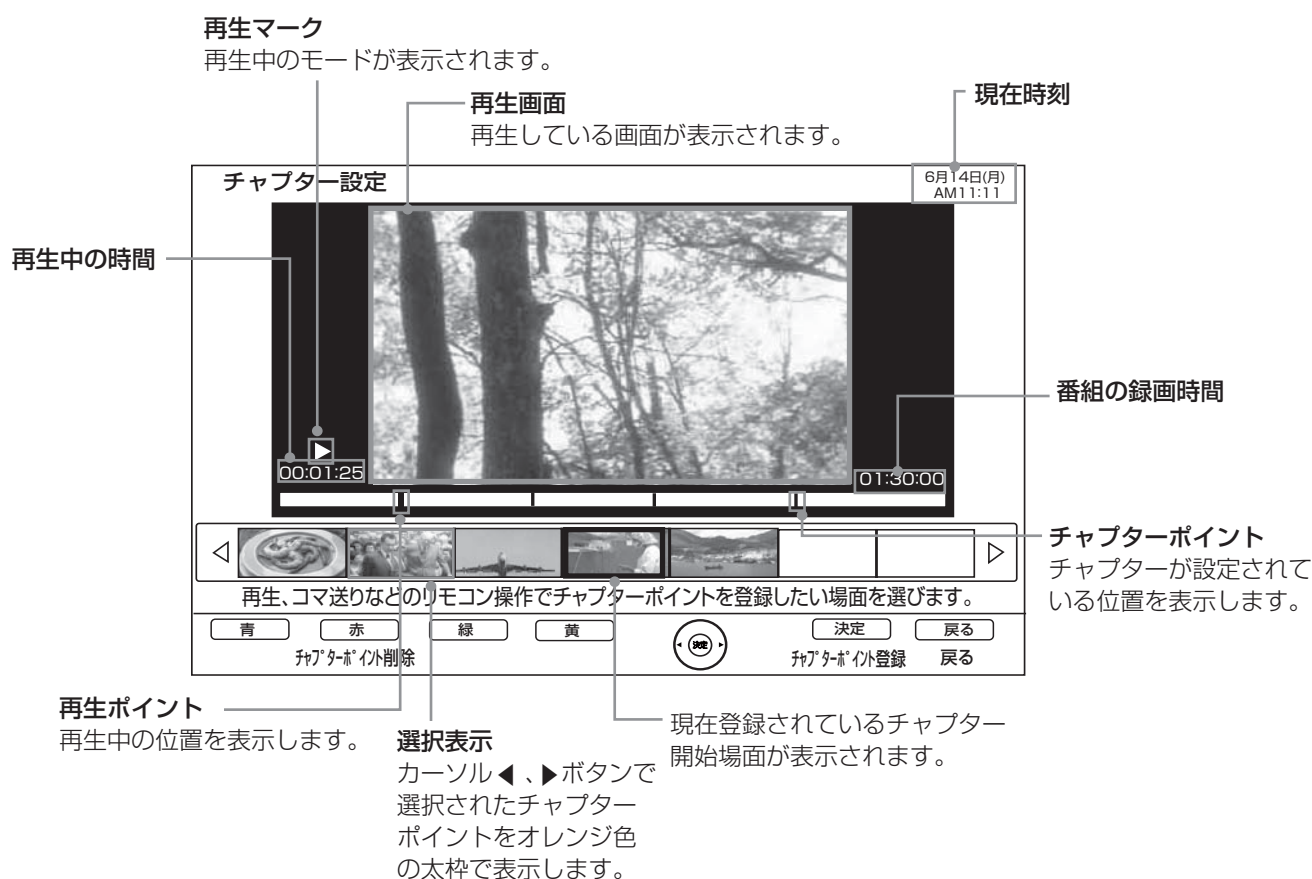 再生マーク
再生中のモードが表示されます。
再生画面
再生している画面が表示されます。
現在時刻
チャプター設定
6月14日(月)
AM11:11
再生中の時間
番組の録画時間
00:01:25
01:30:00
チャプターポイント
チャプターが設定されて
いる位置を表示します。
再生、コマ送りなどのリモコン操作でチャプターポイントを登録したい場面を選びます。
青 赤 緑 黄 決定 決定 戻る
ﾁｬﾌﾟﾀｰﾎﾟｲﾝﾄ削除 ﾁｬﾌﾟﾀｰﾎﾟｲﾝﾄ登録 戻る
再生ポイント
再生中の位置を表示します。
選択表示
カーソル◀、▶ボタンで
選択されたチャプター
ポイントをオレンジ色
の太枠で表示します。
現在登録されているチャプター
開始場面が表示されます。